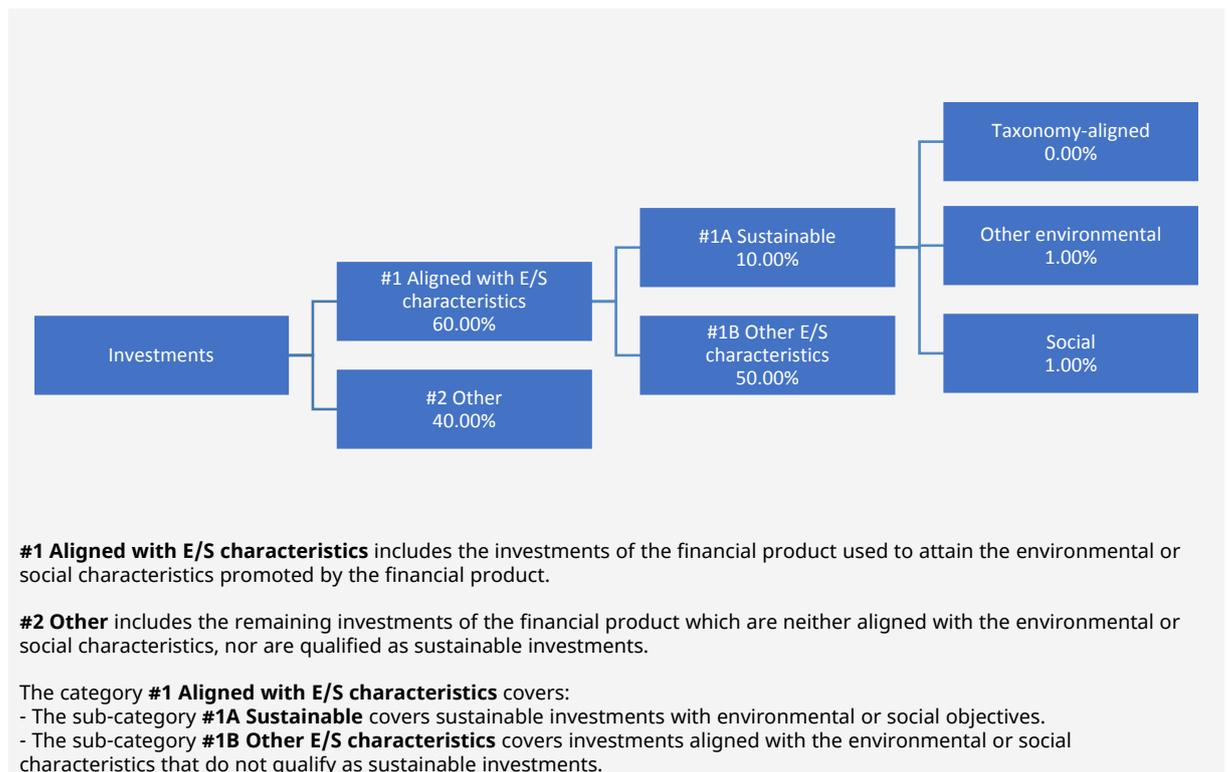 Taxonomy-aligned
0.00%
#1A Sustainable
10.00%
Other environmental
1.00%
#1 Aligned with E/S
characteristics
60.00%
Investments
#1B Other E/S
characteristics
50.00%
Social
1.00%
#2 Other
40.00%
#1 Aligned with E/S characteristics includes the investments of the financial product used to attain the environmental or
social characteristics promoted by the financial product.
#2 Other includes the remaining investments of the financial product which are neither aligned with the environmental or
social characteristics, nor are qualified as sustainable investments.
The category #1 Aligned with E/S characteristics covers:
- The sub-category #1A Sustainable covers sustainable investments with environmental or social objectives.
- The sub-category #1B Other E/S characteristics covers investments aligned with the environmental or social
characteristics that do not qualify as sustainable investments.